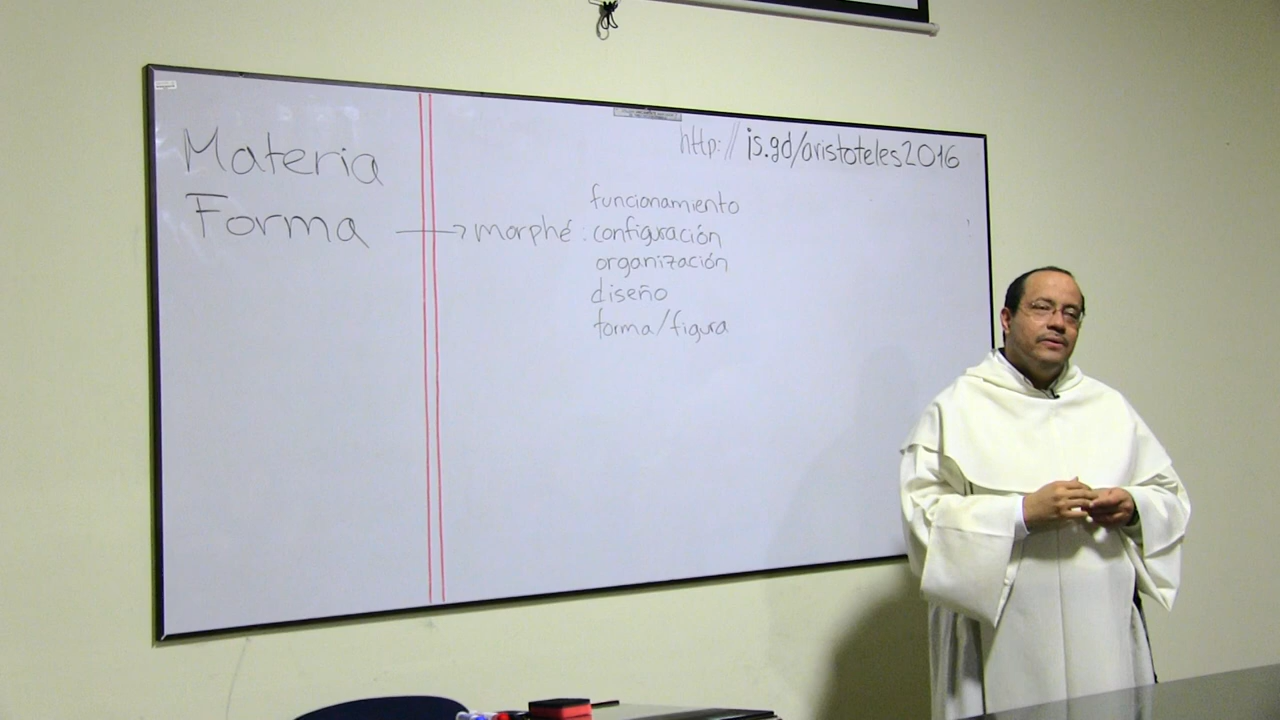 Materia
Forma → morphé : configuración
http://is.gd/aristoteles2016
funcionamiento
organización
diseño
forma/figura